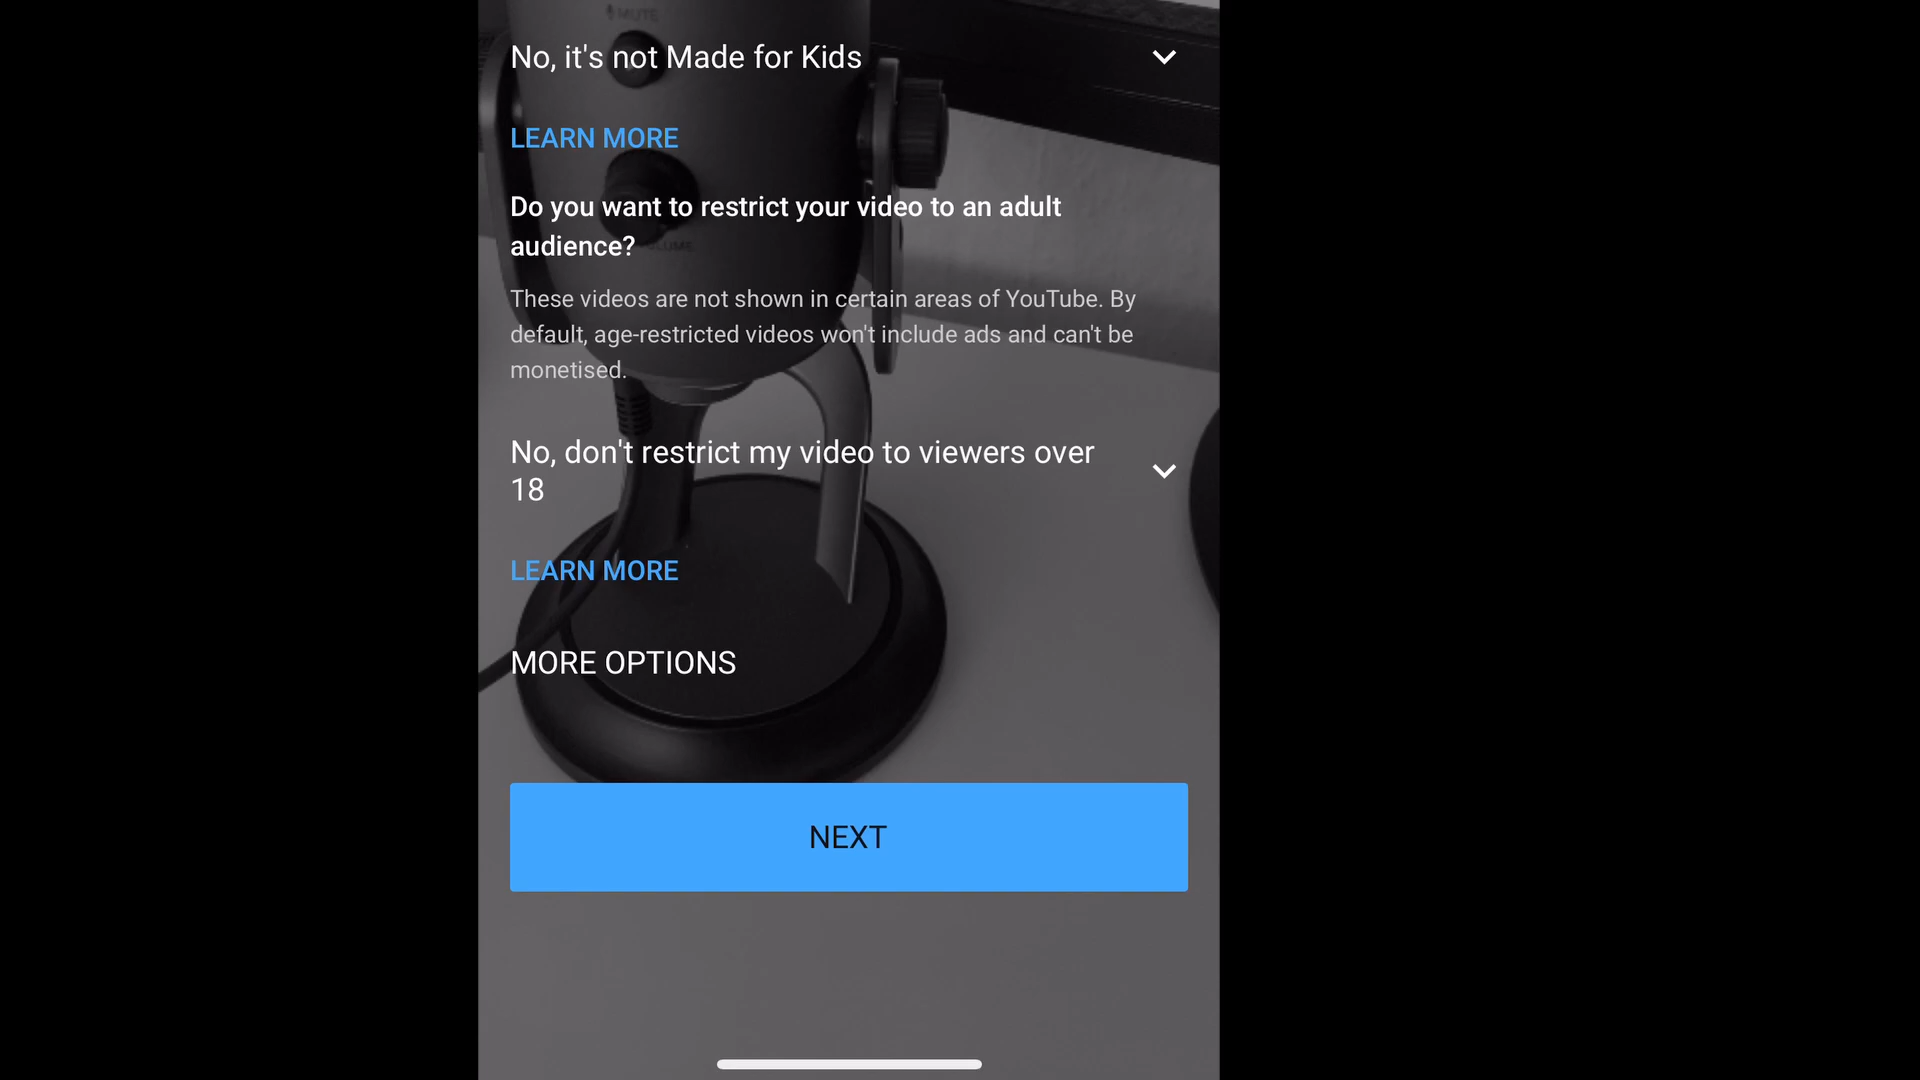 MUTE
No, it's not Made for Kids
LEARN MORE
Do you want to restrict your video to an adult
audience?
These videos are not shown in certain areas of YouTube. By
default, age-restricted videos won't include ads and can't be
monetised.
No, don't restrict my video to viewers over
18
LEARN MORE
MORE OPTIONS
NEXT